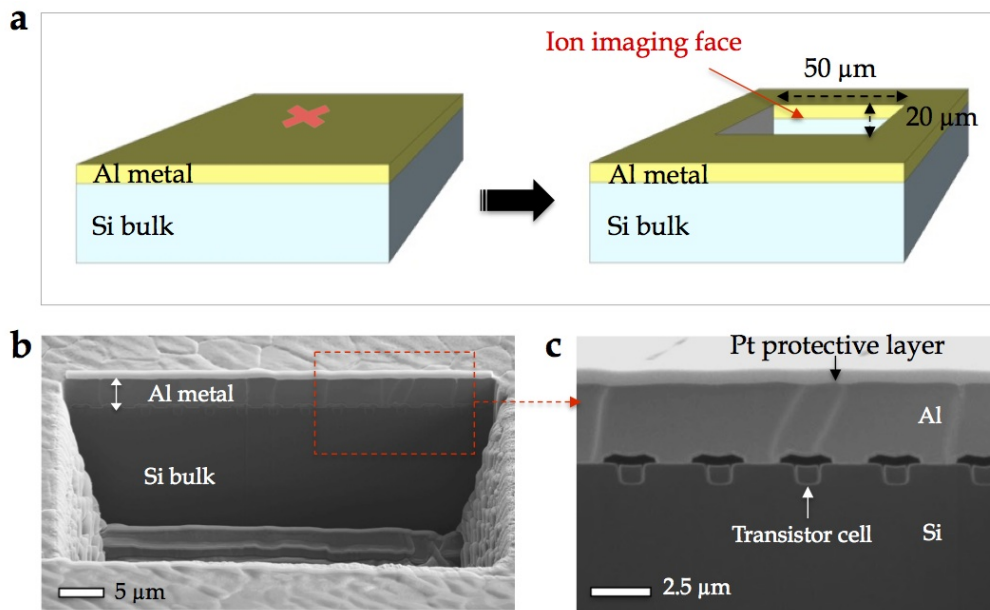 a
Ion imaging face
50 µm
20 µm
Al metal
Si bulk
Al metal
Si bulk
b
Al metal
Si bulk
5 µm
c
Pt protective layer
Al
Transistor cell
Si
2.5 µm